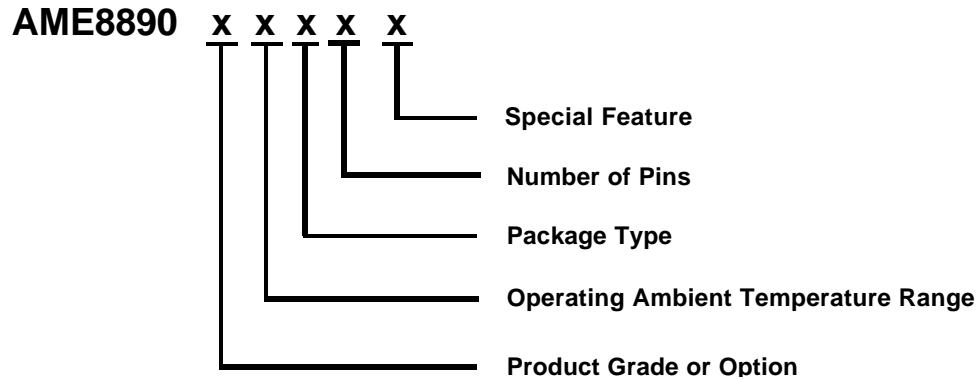 AME8890 x x x x x
Special Feature
Number of Pins
Package Type
Operating Ambient Temperature Range
Product Grade or Option